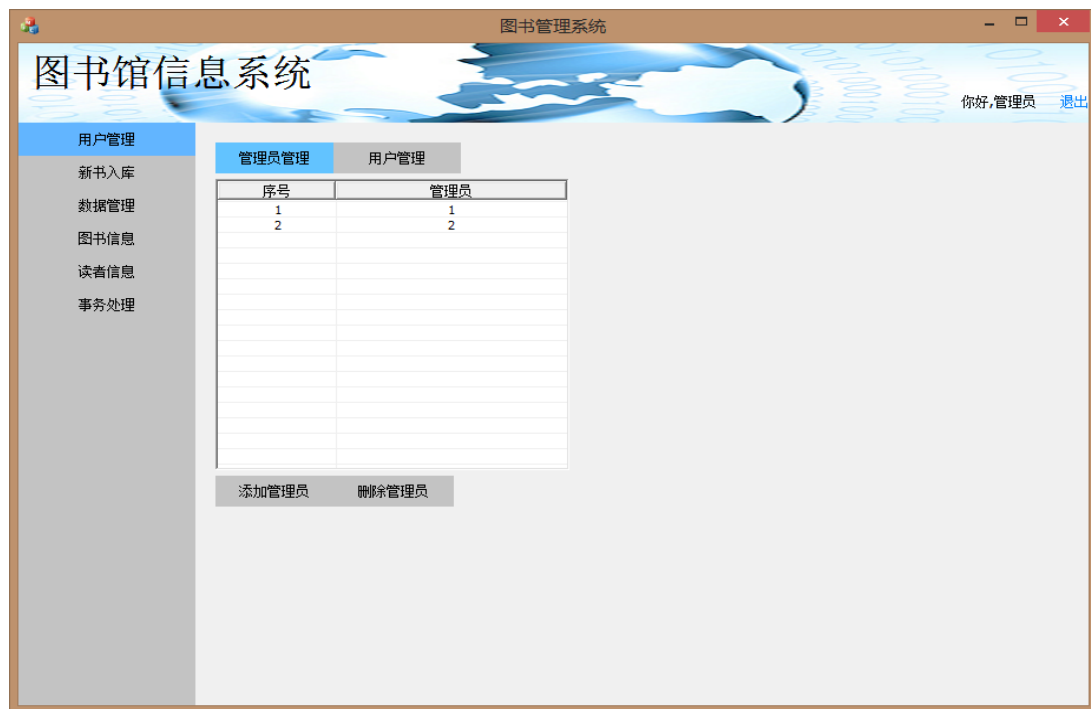 图书管理系统
图书馆信息系统
你好,管理员 退出
用户管理
新书入库
数据管理
图书信息
读者信息
事务处理
管理员管理 用户管理
序号 管理员
1 1
2 2
添加管理员 删除管理员